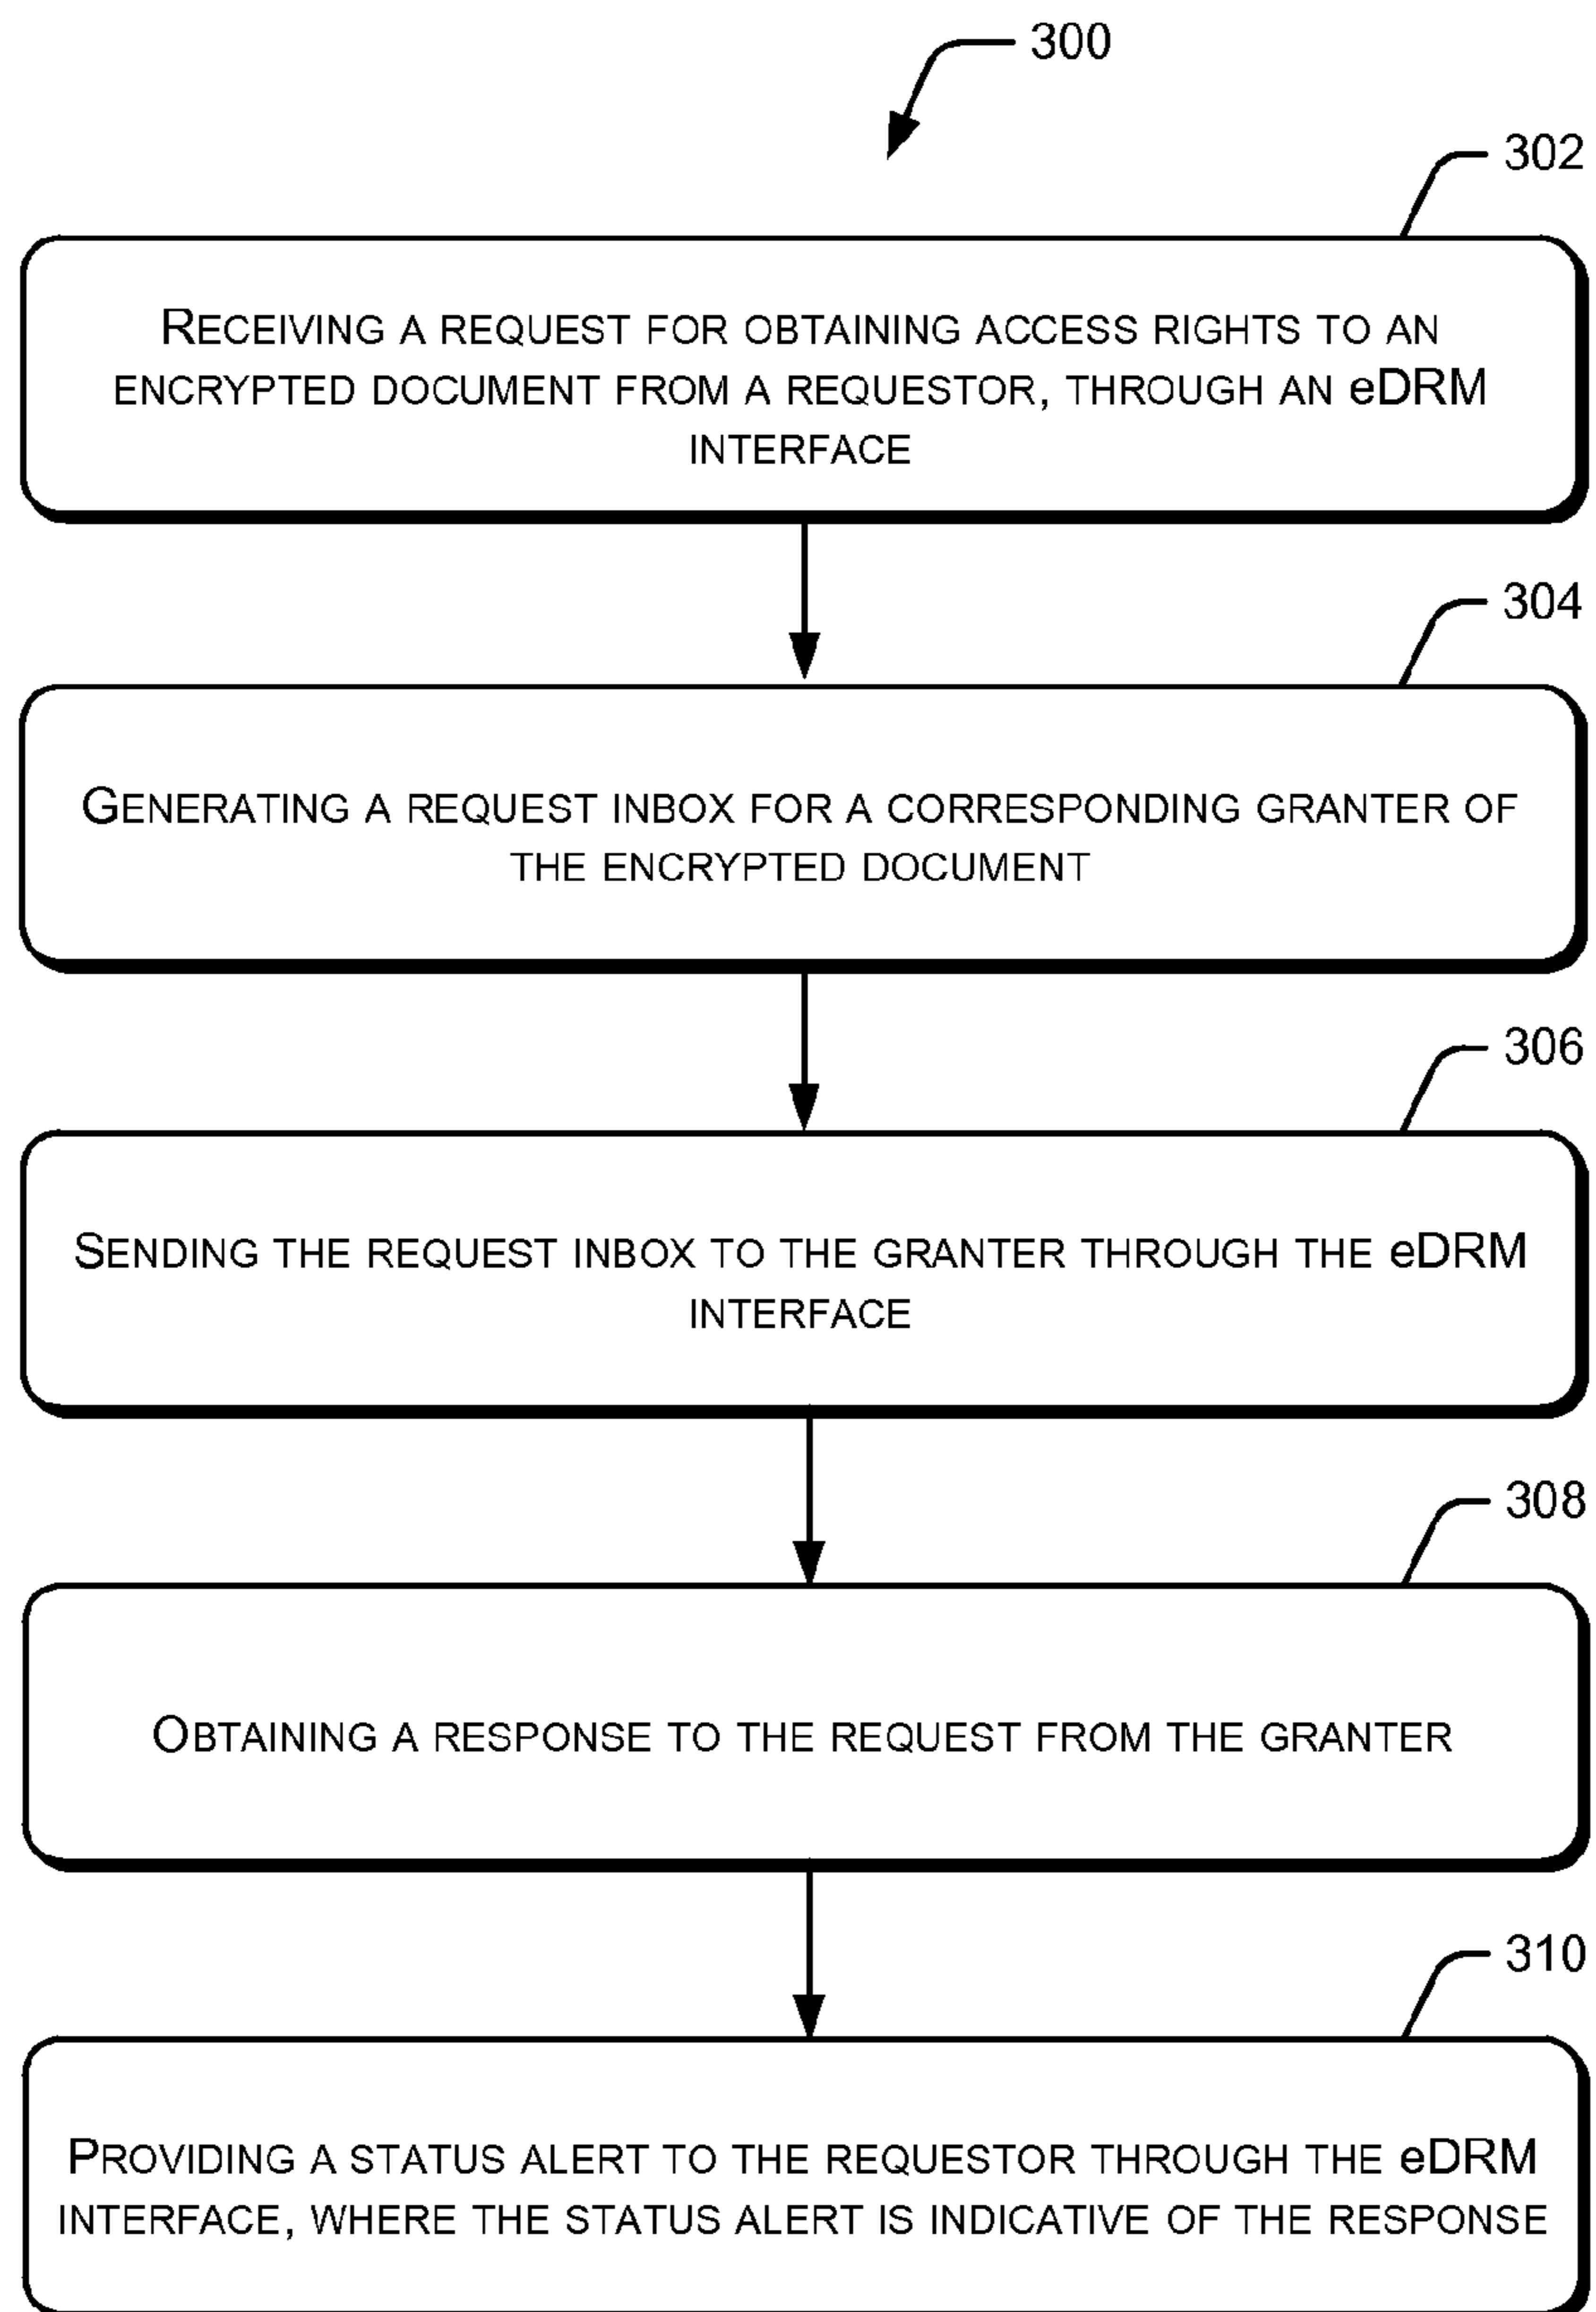 300
302
RECEIVING A REQUEST FOR OBTAINING ACCESS RIGHTS TO AN
ENCRYPTED DOCUMENT FROM A REQUESTOR, THROUGH AN eDRM
INTERFACE
304
GENERATING A REQUEST INBOX FOR A CORRESPONDING GRANTER OF
THE ENCRYPTED DOCUMENT
306
SENDING THE REQUEST INBOX TO THE GRANTER THROUGH THE eDRM
INTERFACE
308
OBTAINING A RESPONSE TO THE REQUEST FROM THE GRANTER
310
PROVIDING A STATUS ALERT TO THE REQUESTOR THROUGH THE eDRM
INTERFACE, WHERE THE STATUS ALERT IS INDICATIVE OF THE RESPONSE